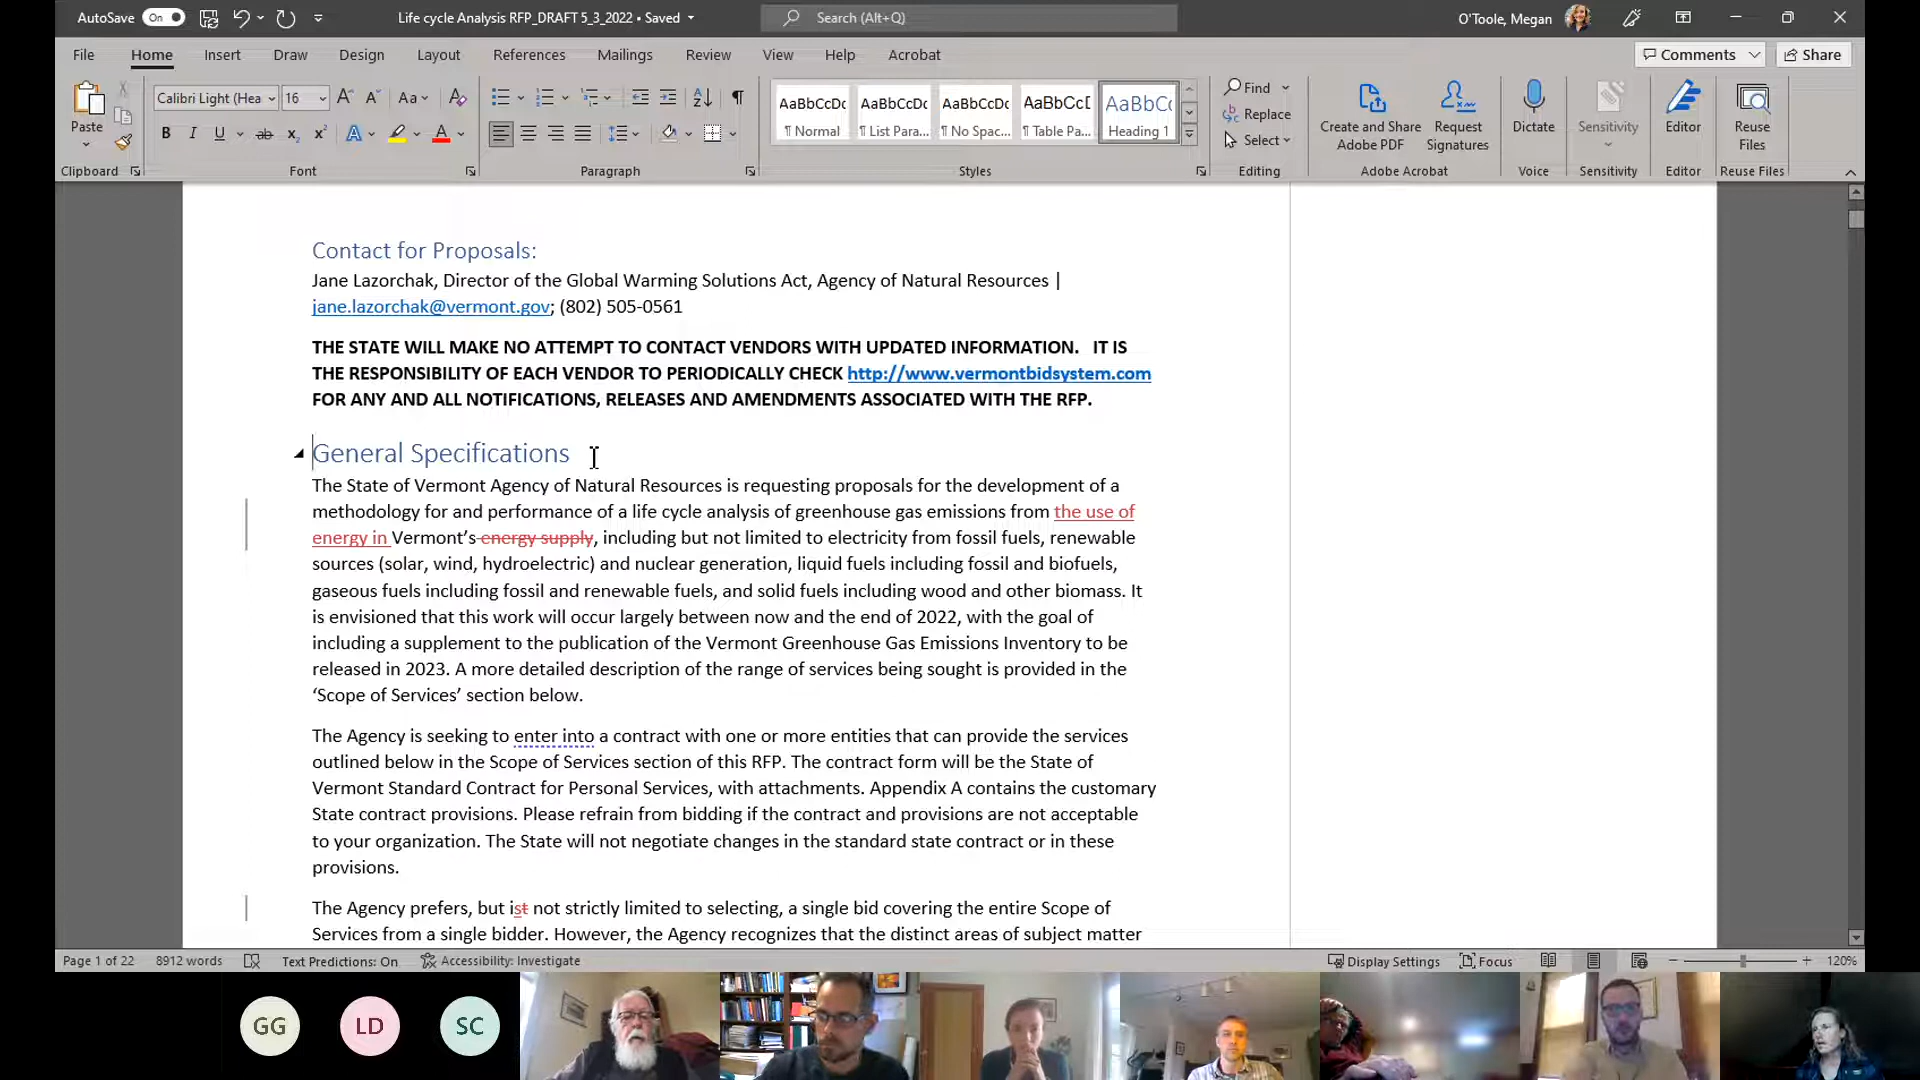 AutoSave On Life cycle Analysis RFP_DRAFT 5_3_2022 • Saved Search (Alt+Q) O'Toole, Megan
File Home Insert Draw Design Layout References Mailings Review View Help Acrobat Comments Share
Paste
Clipboard
Calibri Light (Hea 16
Font
Paragraph
AaBbCcDc AaBbCcDc AaBbCcDc AaBbCcD AaBbCc
¶ Normal ¶ List Para... ¶ No Spac... ¶ Table Pa... Heading 1
Styles
Find
Replace
Select
Editing
Create and Share Adobe PDF
Request Signatures
Adobe Acrobat
Dictate
Voice
Sensitivity
Sensitivity
Editor
Editor
Reuse Files
Reuse Files
Contact for Proposals:
Jane Lazorchak, Director of the Global Warming Solutions Act, Agency of Natural Resources |
jane.lazorchak@vermont.gov; (802) 505-0561
THE STATE WILL MAKE NO ATTEMPT TO CONTACT VENDORS WITH UPDATED INFORMATION. IT IS
THE RESPONSIBILITY OF EACH VENDOR TO PERIODICALLY CHECK http://www.vermontbidsystem.com
FOR ANY AND ALL NOTIFICATIONS, RELEASES AND AMENDMENTS ASSOCIATED WITH THE RFP.
General Specifications
The State of Vermont Agency of Natural Resources is requesting proposals for the development of a
methodology for and performance of a life cycle analysis of greenhouse gas emissions from the use of
energy in Vermont's energy supply, including but not limited to electricity from fossil fuels, renewable
sources (solar, wind, hydroelectric) and nuclear generation, liquid fuels including fossil and biofuels,
gaseous fuels including fossil and renewable fuels, and solid fuels including wood and other biomass. It
is envisioned that this work will occur largely between now and the end of 2022, with the goal of
including a supplement to the publication of the Vermont Greenhouse Gas Emissions Inventory to be
released in 2023. A more detailed description of the range of services being sought is provided in the
‘Scope of Services’ section below.
The Agency is seeking to enter into a contract with one or more entities that can provide the services
outlined below in the Scope of Services section of this RFP. The contract form will be the State of
Vermont Standard Contract for Personal Services, with attachments. Appendix A contains the customary
State contract provisions. Please refrain from bidding if the contract and provisions are not acceptable
to your organization. The State will not negotiate changes in the standard state contract or in these
provisions.
The Agency prefers, but ist not strictly limited to selecting, a single bid covering the entire Scope of
Services from a single bidder. However, the Agency recognizes that the distinct areas of subject matter
Page 1 of 22 8912 words Text Predictions: On Accessibility: Investigate Display Settings Focus 120%
GG LD SC